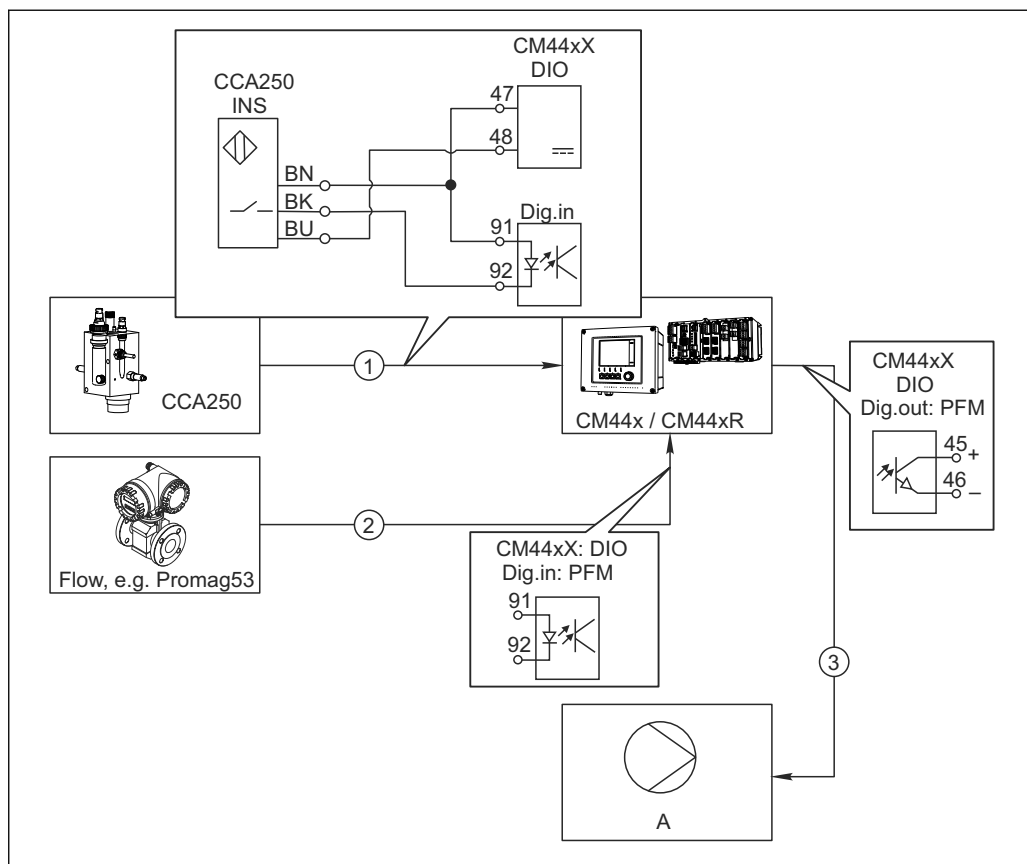 CCA250
INS
BN
BK
BU
CM44xX
DIO
47
48
Dig.in
91
92
1
CCA250
CM44x / CM44xR
CM44xX
DIO
Dig.out: PFM
45 +
46 –
2
Flow, e.g. Promag53
CM44xX: DIO
Dig.in: PFM
91
92
3
A